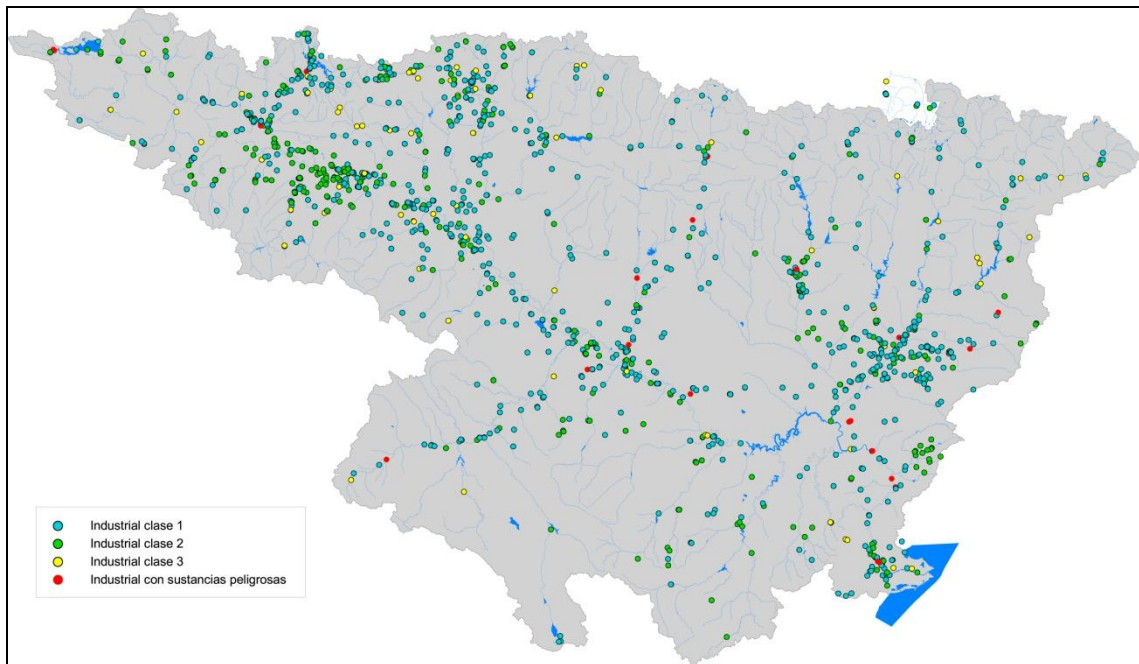 Industrial clase 1
Industrial clase 2
Industrial clase 3
Industrial con sustancias peligrosas